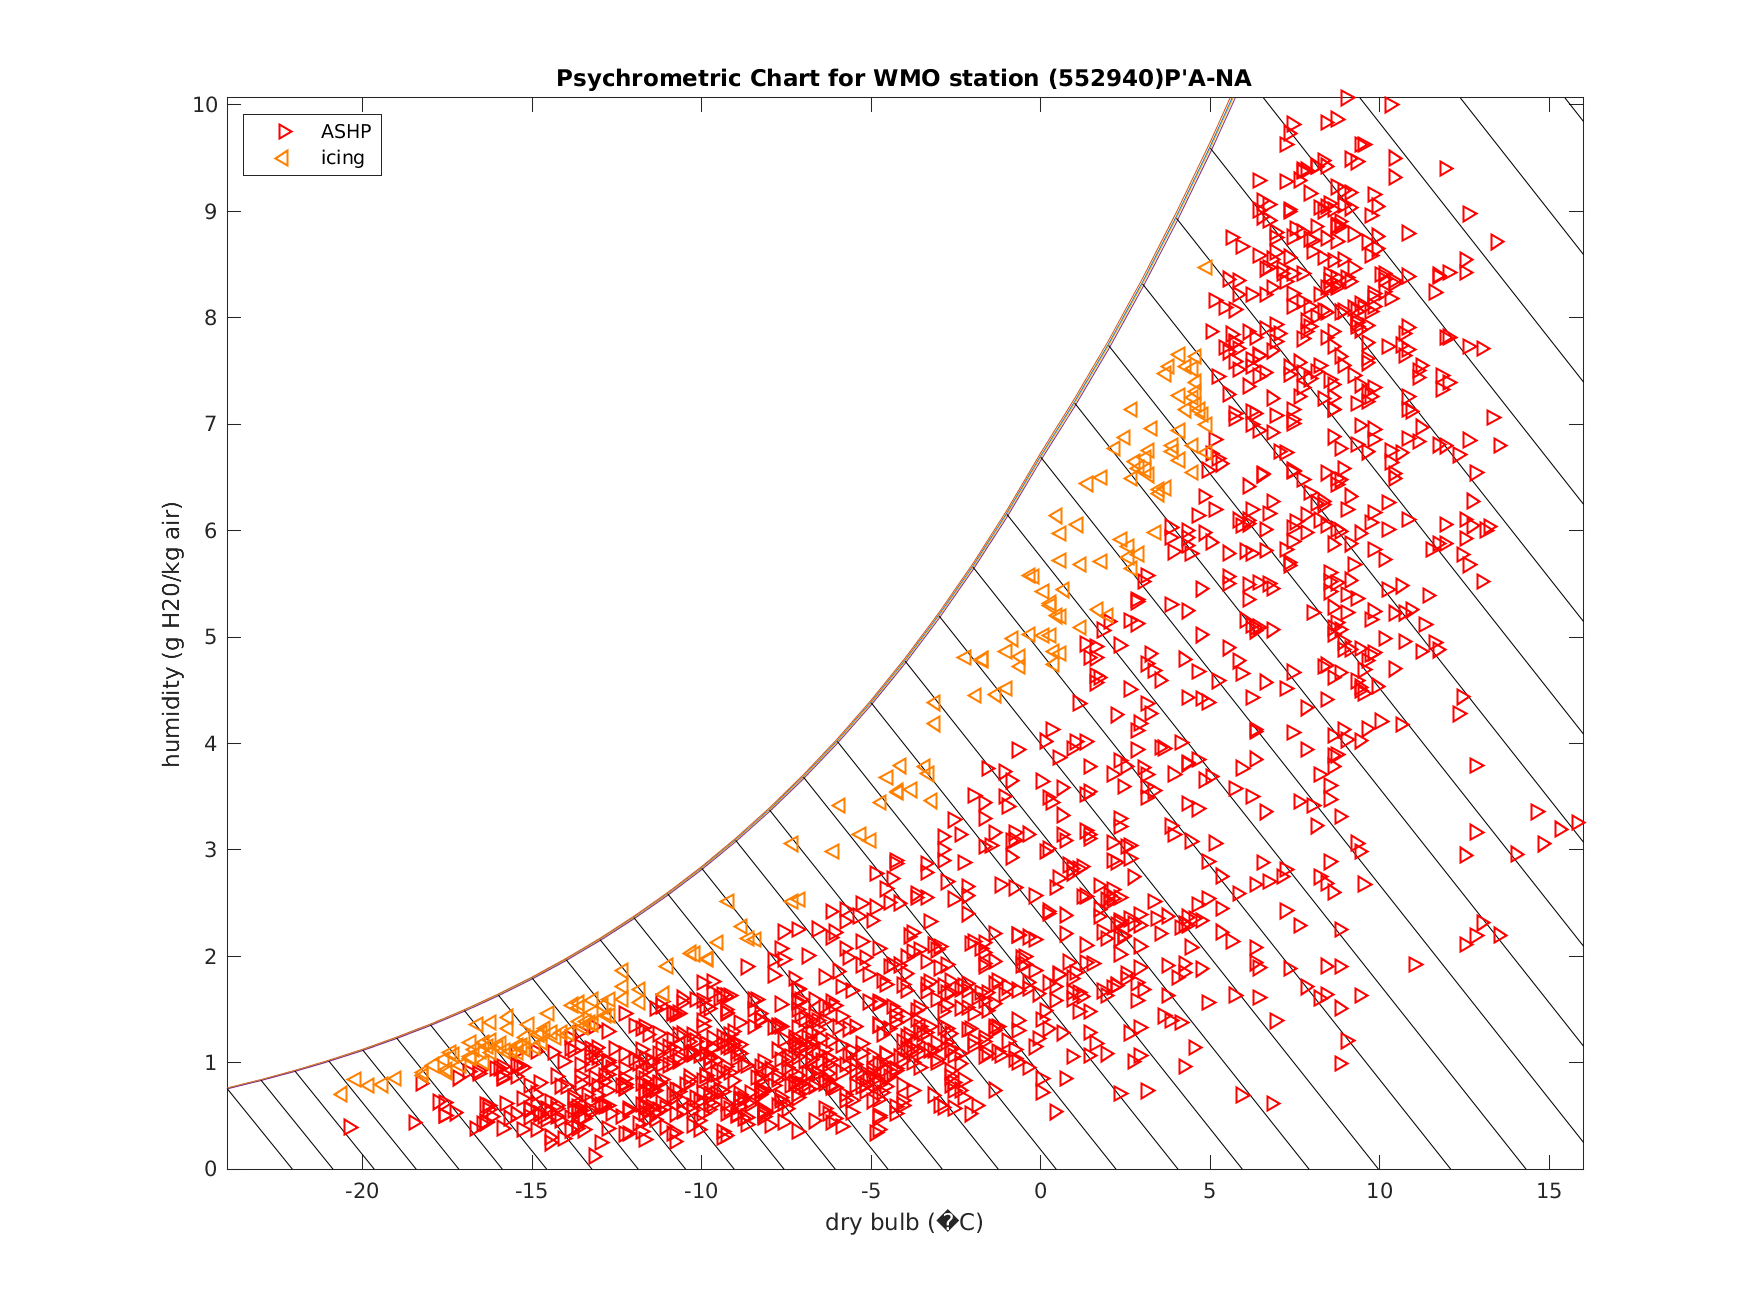 Psychrometric Chart for WMO station (552940)P'A-NA
ASHP
icing
humidity (g H20/kg air)
10
9
8
7
6
5
4
3
2
1
0
-20 -15 -10 -5 0 5 10 15
dry bulb (�C)